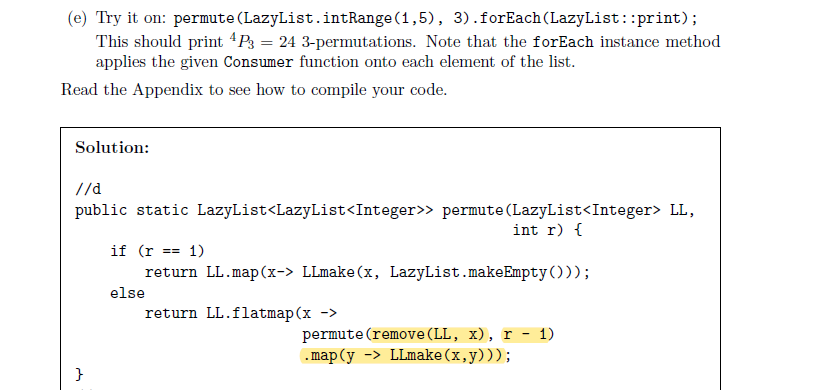 (e) Try it on: permute(LazyList.intRange(1,5), 3).forEach(LazyList::print);
This should print ⁴P₃ = 24 3-permutations. Note that the forEach instance method
applies the given Consumer function onto each element of the list.
Read the Appendix to see how to compile your code.
Solution:
//d
public static LazyList<LazyList<Integer>> permute(LazyList<Integer> LL,
int r) {
if (r == 1)
return LL.map(x-> LLmake(x, LazyList.makeEmpty()));
else
return LL.flatmap(x ->
permute(remove(LL, x), r - 1)
.map(y -> LLmake(x,y)));
}